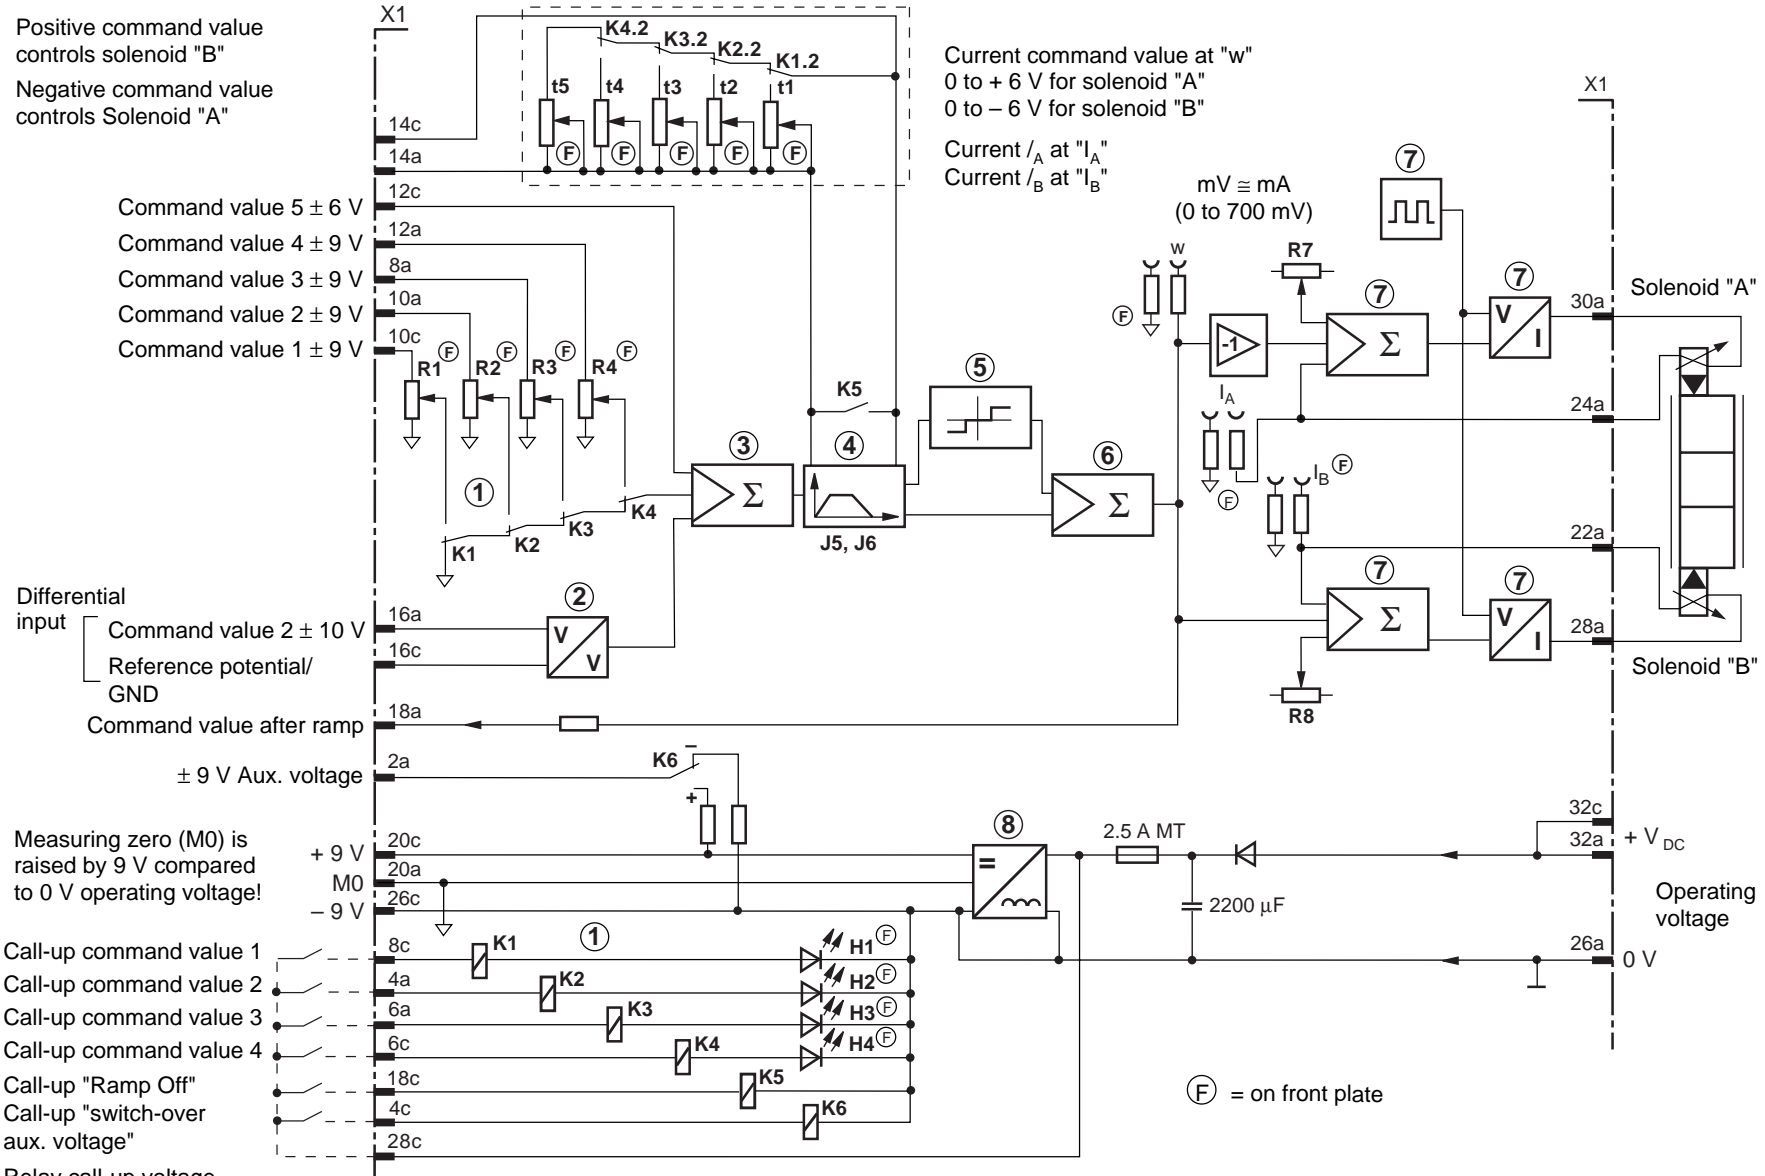 Positive command value
controls solenoid "B"
Negative command value
controls Solenoid "A"
X1
14c
14a
12c
12a
8a
10a
10c
Command value 5 ± 6 V
Command value 4 ± 9 V
Command value 3 ± 9 V
Command value 2 ± 9 V
Command value 1 ± 9 V
K4.2
K3.2
K2.2
K1.2
t5
t4
t3
t2
t1
F
F
F
F
F
Current command value at "w"
0 to + 6 V for solenoid "A"
0 to – 6 V for solenoid "B"
Current /A at "IA"
Current /B at "IB"
mV ≅ mA
(0 to 700 mV)
X1
R1 F
R2 F
R3 F
R4 F
1
K1
K2
K3
K4
3
Σ
K5
4
J5, J6
5
6
Σ
w
F
-1
IA
F
IB F
R7
7
Σ
7
7
V
I
30a
Solenoid "A"
24a
22a
7
Σ
R8
7
V
I
28a
Solenoid "B"
Differential
input
Command value 2 ± 10 V
Reference potential/
GND
16a
16c
2
V
V
Command value after ramp
18a
± 9 V Aux. voltage
2a
K6
–
+
Measuring zero (M0) is
raised by 9 V compared
to 0 V operating voltage!
+ 9 V
M0
– 9 V
20c
20a
26c
8
=
2.5 A MT
2200 μF
32c
32a
+ VDC
Operating
voltage
26a
0 V
Call-up command value 1
Call-up command value 2
Call-up command value 3
Call-up command value 4
Call-up "Ramp Off"
Call-up "switch-over
aux. voltage"
Relay call-up voltage
8c
4a
6a
6c
18c
4c
28c
1
K1
K2
K3
K4
K5
K6
H1 F
H2 F
H3 F
H4 F
F = on front plate